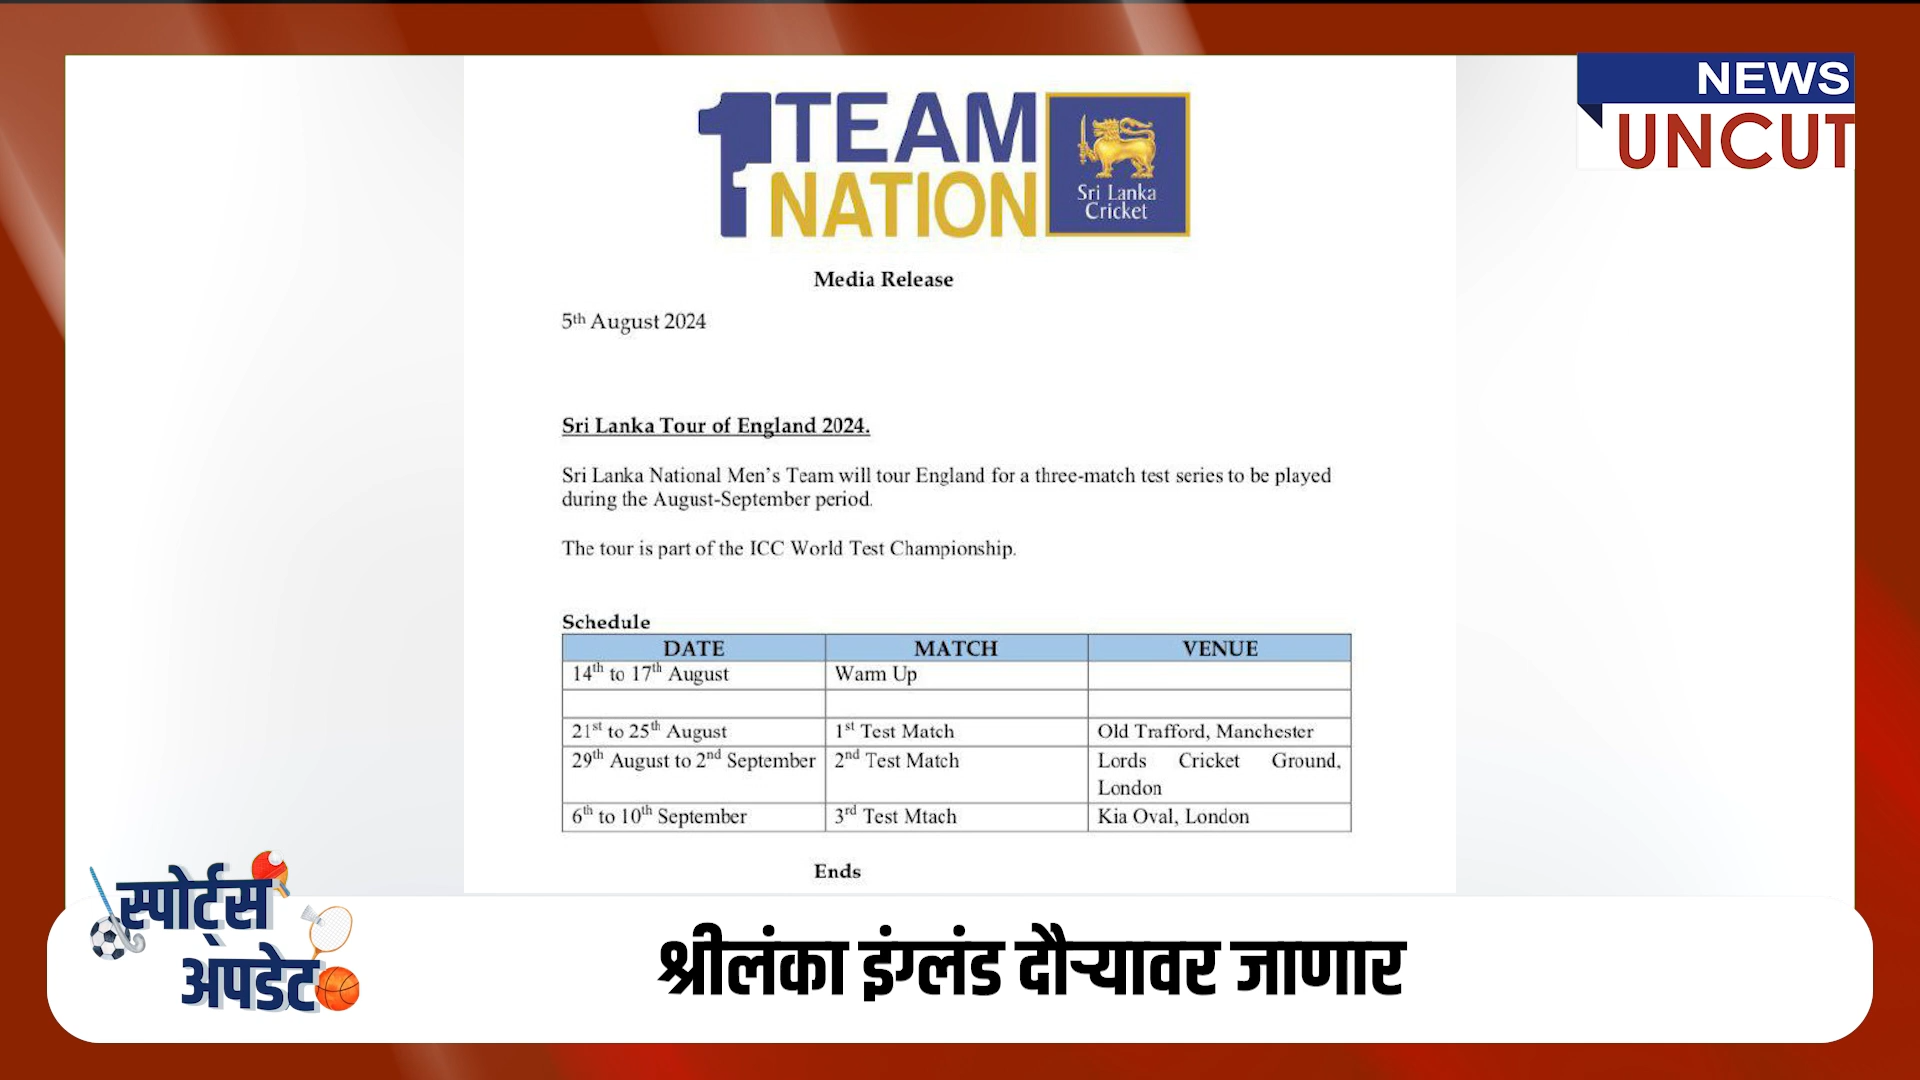 NEWS
UNCUT
1TEAM
1NATION
Sri Lanka
Cricket
Media Release
5th August 2024
Sri Lanka Tour of England 2024.
Sri Lanka National Men's Team will tour England for a three-match test series to be played
during the August-September period.
The tour is part of the ICC World Test Championship.
Schedule
DATE MATCH VENUE
14th to 17th August Warm Up
21st to 25th August 1st Test Match Old Trafford, Manchester
29th August to 2nd September 2nd Test Match Lords Cricket Ground,
London
6th to 10th September 3rd Test Mtach Kia Oval, London
Ends
स्पोर्ट्स
अपडेट
श्रीलंका इंग्लंड दौऱ्यावर जाणार